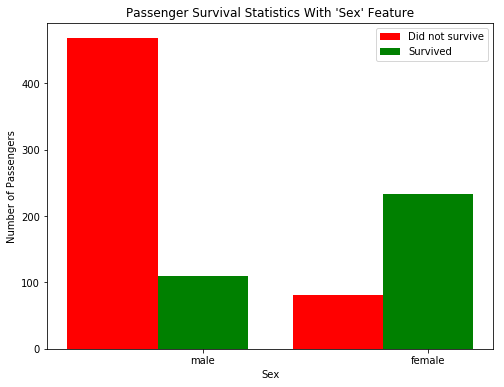 Passenger Survival Statistics With 'Sex' Feature
Did not survive
Survived
Number of Passengers
400
300
200
100
0
male
female
Sex